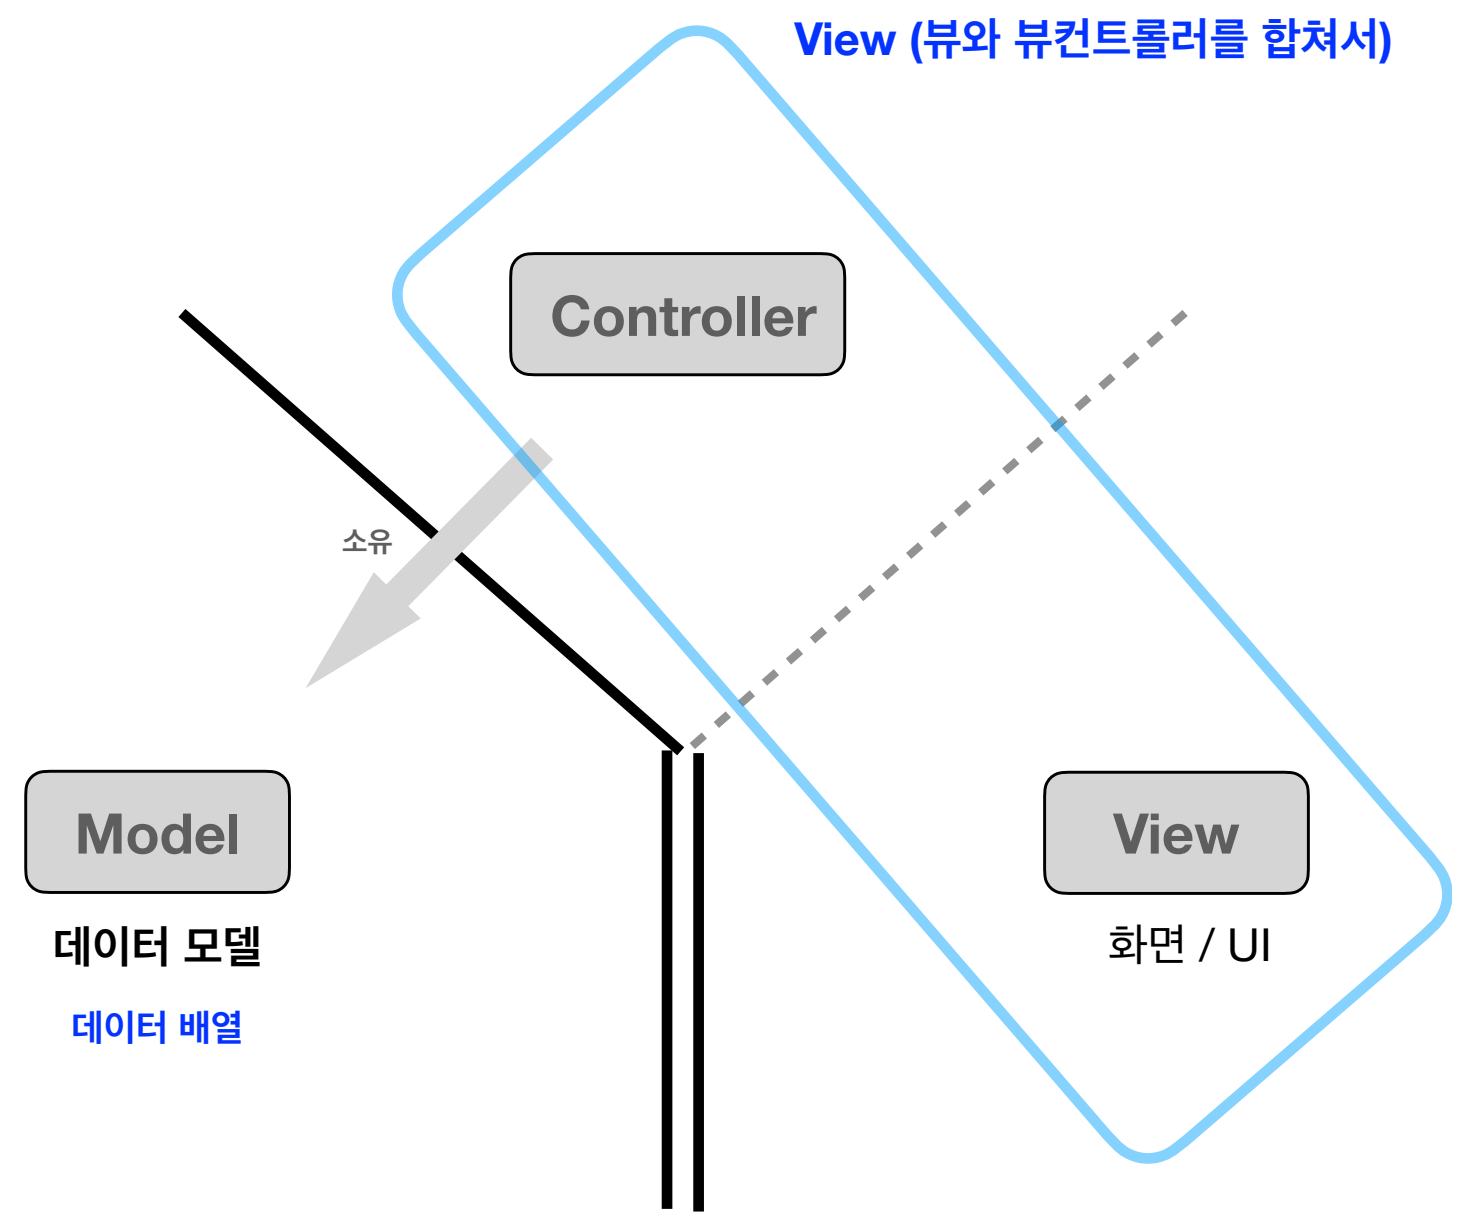 View (뷰와 뷰컨트롤러를 합쳐서)
Controller
소유
Model
View
데이터 모델
화면 / UI
데이터 배열